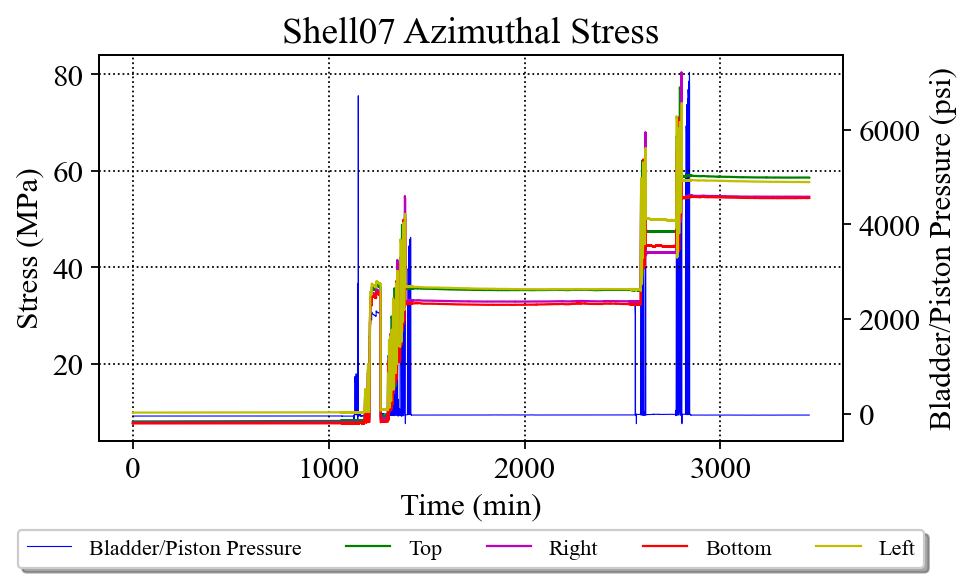 Shell07 Azimuthal Stress
80
60
40
20
Stress (MPa)
6000
4000
2000
0
Bladder/Piston Pressure (psi)
0 1000 2000 3000
Time (min)
Bladder/Piston Pressure Top Right Bottom Left